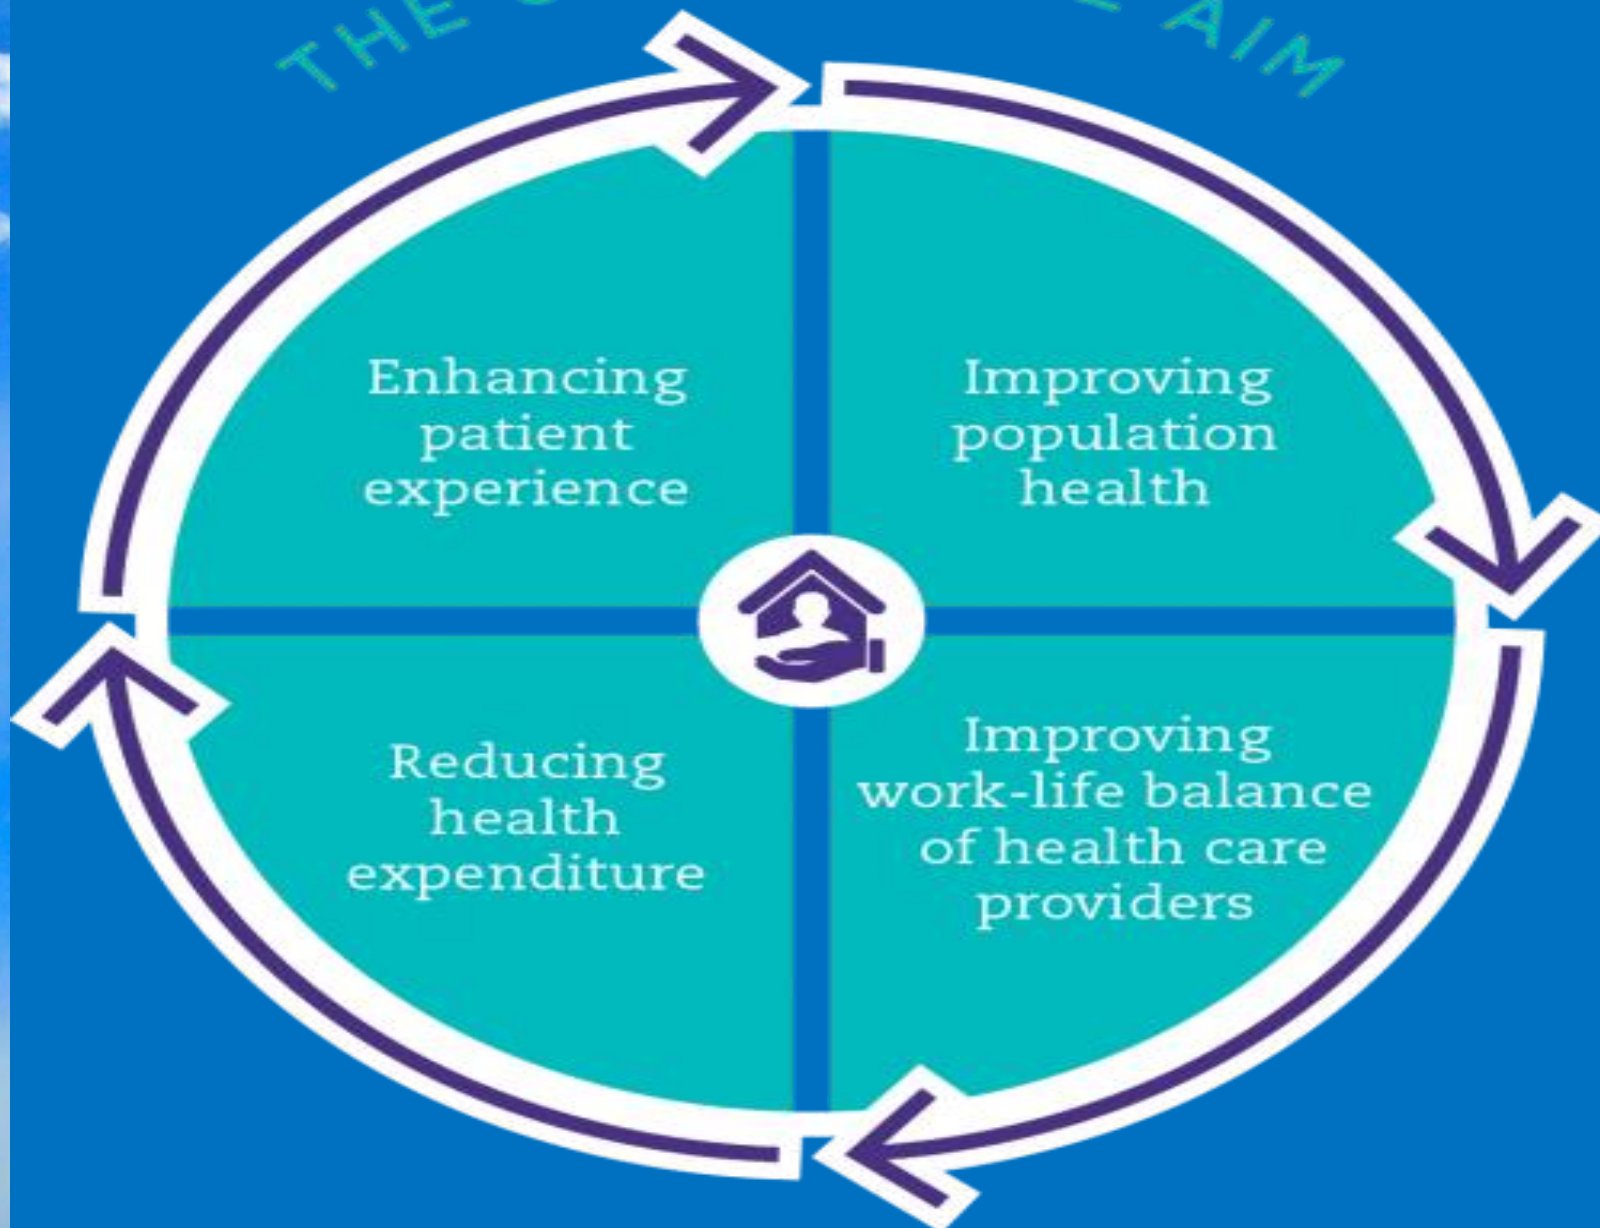 THE AIM
Enhancing
patient
experience
Improving
population
health
Reducing
health
expenditure
Improving
work-life balance
of health care
providers